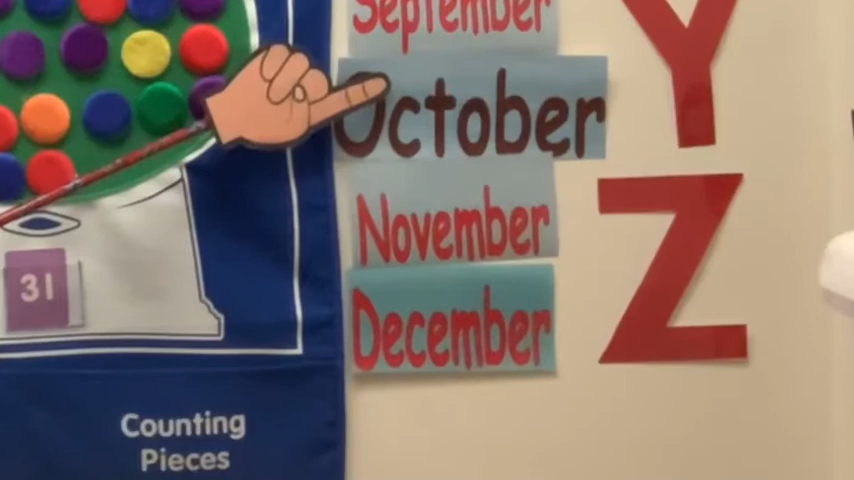 September
October
November
December
Y
Z
31
Counting
Pieces